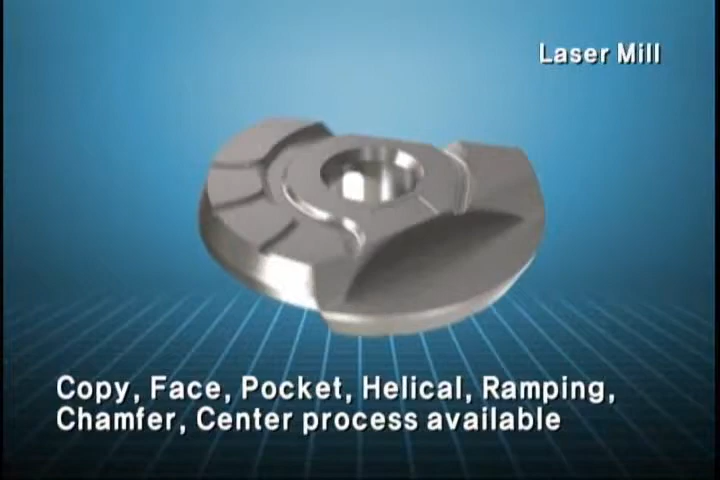 Laser Mill
Copy, Face, Pocket, Helical, Ramping,
Chamfer, Center process available